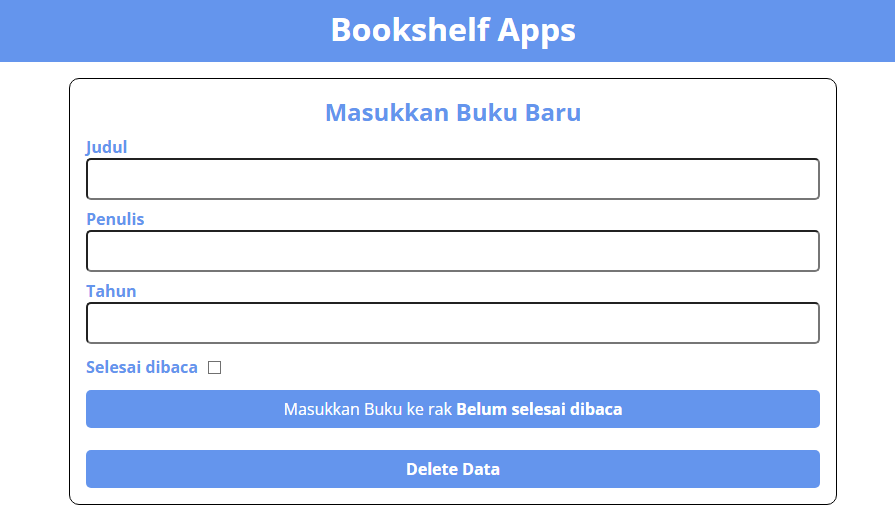 Bookshelf Apps
Masukkan Buku Baru
Judul
Penulis
Tahun
Selesai dibaca
Masukkan Buku ke rak Belum selesai dibaca
Delete Data